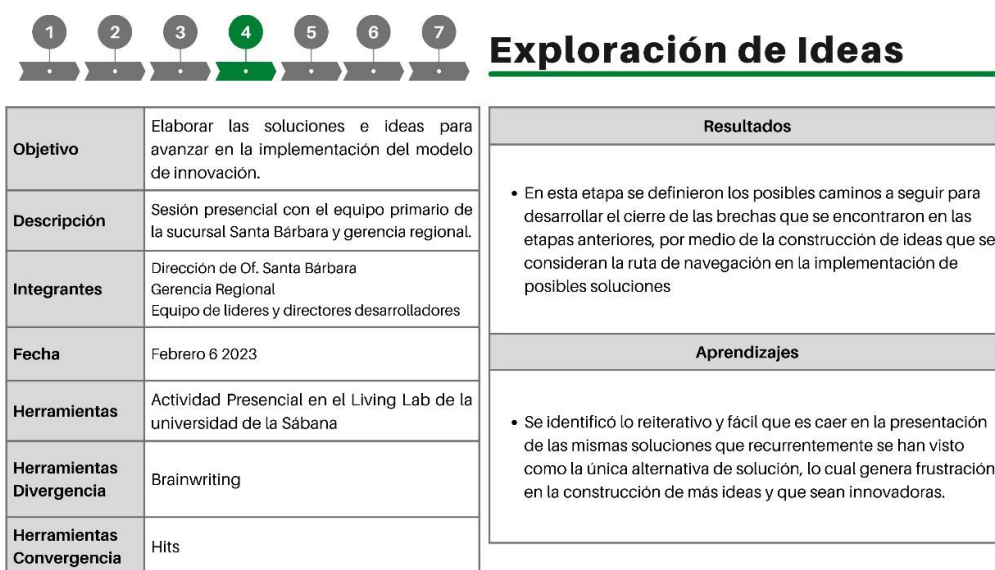 1 2 3 4 5 6 7
Exploración de Ideas
Objetivo
Elaborar las soluciones e ideas para
avanzar en la implementación del modelo
de innovación.
Descripción
Sesión presencial con el equipo primario de
la sucursal Santa Bárbara y gerencia regional.
Integrantes
Dirección de Of. Santa Bárbara
Gerencia Regional
Equipo de lideres y directores desarrolladores
Fecha
Febrero 6 2023
Herramientas
Actividad Presencial en el Living Lab de la
universidad de la Sábana
Herramientas
Divergencia
Brainwriting
Herramientas
Convergencia
Hits
Resultados
• En esta etapa se definieron los posibles caminos a seguir para
desarrollar el cierre de las brechas que se encontraron en las
etapas anteriores, por medio de la construcción de ideas que se
consideran la ruta de navegación en la implementación de
posibles soluciones
Aprendizajes
• Se identificó lo reiterativo y fácil que es caer en la presentación
de las mismas soluciones que recurrentemente se han visto
como la única alternativa de solución, lo cual genera frustración
en la construcción de más ideas y que sean innovadoras.